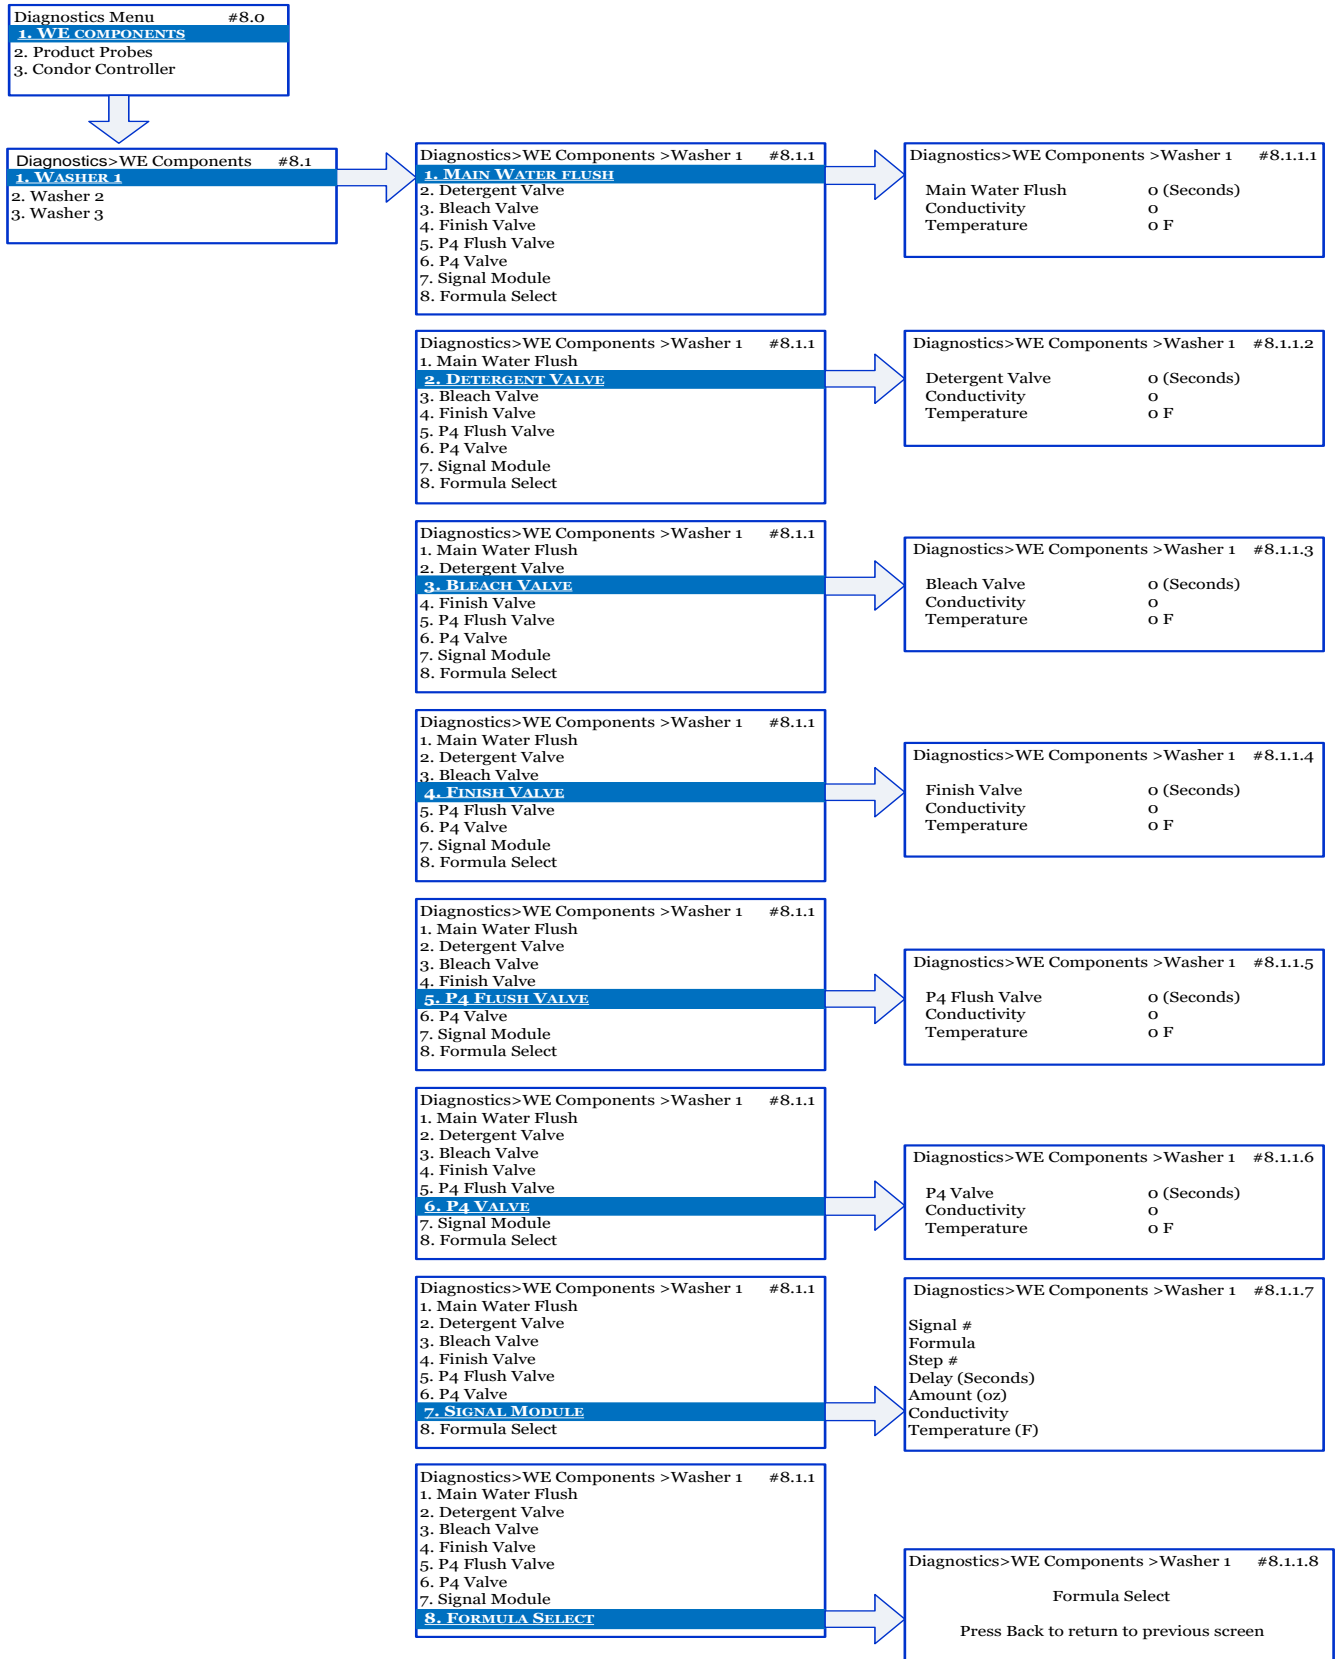 Diagnostics Menu #8.0
1. WE COMPONENTS
2. Product Probes
3. Condor Controller
Diagnostics>WE Components #8.1
1. WASHER 1
2. Washer 2
3. Washer 3
Diagnostics>WE Components >Washer 1 #8.1.1
1. MAIN WATER FLUSH
2. Detergent Valve
3. Bleach Valve
4. Finish Valve
5. P4 Flush Valve
6. P4 Valve
7. Signal Module
8. Formula Select
Diagnostics>WE Components >Washer 1 #8.1.1.1
Main Water Flush 0 (Seconds)
Conductivity 0
Temperature 0 F
Diagnostics>WE Components >Washer 1 #8.1.1
1. Main Water Flush
2. DETERGENT VALVE
3. Bleach Valve
4. Finish Valve
5. P4 Flush Valve
6. P4 Valve
7. Signal Module
8. Formula Select
Diagnostics>WE Components >Washer 1 #8.1.1.2
Detergent Valve 0 (Seconds)
Conductivity 0
Temperature 0 F
Diagnostics>WE Components >Washer 1 #8.1.1
1. Main Water Flush
2. Detergent Valve
3. BLEACH VALVE
4. Finish Valve
5. P4 Flush Valve
6. P4 Valve
7. Signal Module
8. Formula Select
Diagnostics>WE Components >Washer 1 #8.1.1.3
Bleach Valve 0 (Seconds)
Conductivity 0
Temperature 0 F
Diagnostics>WE Components >Washer 1 #8.1.1
1. Main Water Flush
2. Detergent Valve
3. Bleach Valve
4. FINISH VALVE
5. P4 Flush Valve
6. P4 Valve
7. Signal Module
8. Formula Select
Diagnostics>WE Components >Washer 1 #8.1.1.4
Finish Valve 0 (Seconds)
Conductivity 0
Temperature 0 F
Diagnostics>WE Components >Washer 1 #8.1.1
1. Main Water Flush
2. Detergent Valve
3. Bleach Valve
4. Finish Valve
5. P4 FLUSH VALVE
6. P4 Valve
7. Signal Module
8. Formula Select
Diagnostics>WE Components >Washer 1 #8.1.1.5
P4 Flush Valve 0 (Seconds)
Conductivity 0
Temperature 0 F
Diagnostics>WE Components >Washer 1 #8.1.1
1. Main Water Flush
2. Detergent Valve
3. Bleach Valve
4. Finish Valve
5. P4 Flush Valve
6. P4 VALVE
7. Signal Module
8. Formula Select
Diagnostics>WE Components >Washer 1 #8.1.1.6
P4 Valve 0 (Seconds)
Conductivity 0
Temperature 0 F
Diagnostics>WE Components >Washer 1 #8.1.1
1. Main Water Flush
2. Detergent Valve
3. Bleach Valve
4. Finish Valve
5. P4 Flush Valve
6. P4 Valve
7. SIGNAL MODULE
8. Formula Select
Diagnostics>WE Components >Washer 1 #8.1.1.7
Signal #
Formula
Step #
Delay (Seconds)
Amount (oz)
Conductivity
Temperature (F)
Diagnostics>WE Components >Washer 1 #8.1.1
1. Main Water Flush
2. Detergent Valve
3. Bleach Valve
4. Finish Valve
5. P4 Flush Valve
6. P4 Valve
7. Signal Module
8. FORMULA SELECT
Diagnostics>WE Components >Washer 1 #8.1.1.8
Formula Select
Press Back to return to previous screen